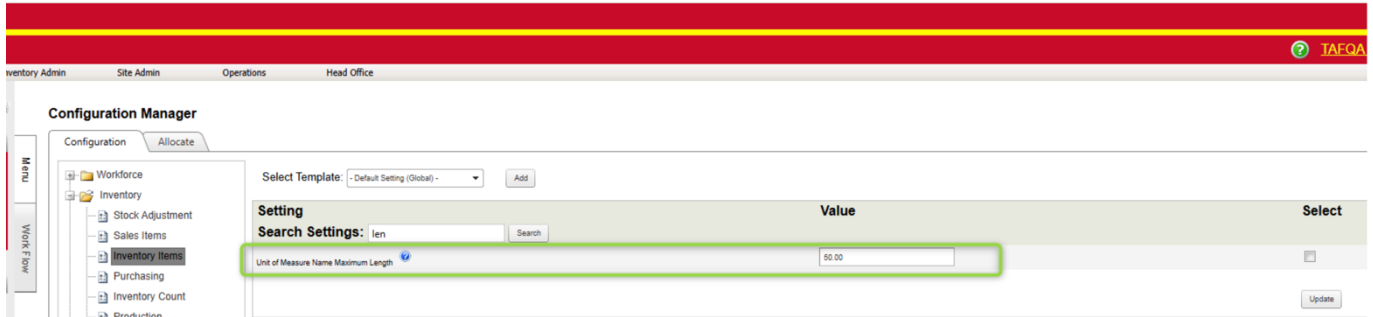 TAFQA
nventory Admin Site Admin Operations Head Office
Configuration Manager
Configuration Allocate
Menu
Work Flow
Workforce
Inventory
Stock Adjustment
Sales Items
Inventory Items
Purchasing
Inventory Count
Production
Select Template: - Default Setting (Global) - Add
Setting Value Select
Search Settings: len Search
Unit of Measure Name Maximum Length ? 50.00
Update